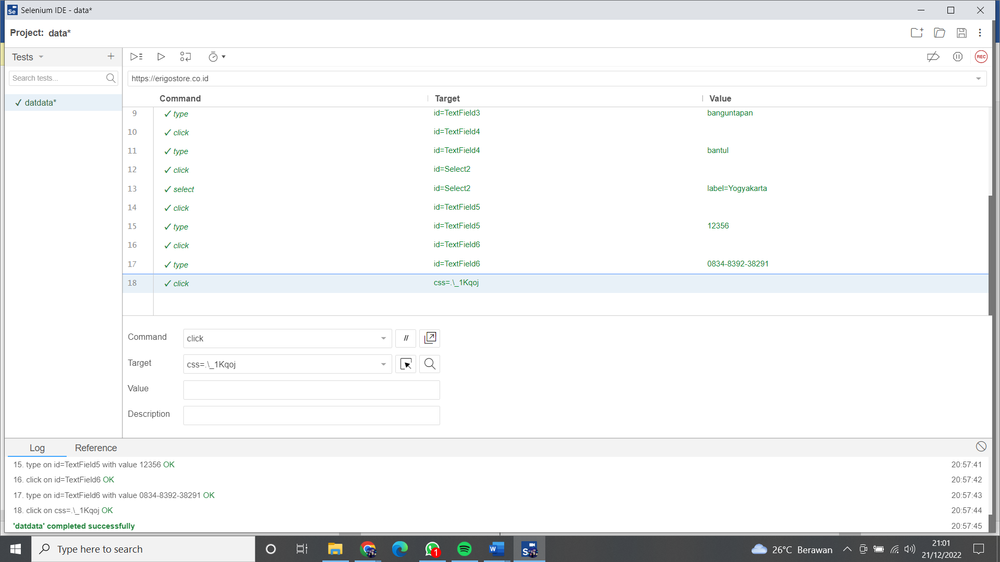 Selenium IDE - data*
Project: data*
Tests
Search tests...
https://erigostore.co.id
REC
✓ datdata*
Command Target Value
9 ✓ type id=TextField3 banguntapan
10 ✓ click id=TextField4
11 ✓ type id=TextField4 bantul
12 ✓ click id=Select2
13 ✓ select id=Select2 label=Yogyakarta
14 ✓ click id=TextField5
15 ✓ type id=TextField5 12356
16 ✓ click id=TextField6
17 ✓ type id=TextField6 0834-8392-38291
18 ✓ click css=.\_1Kqoj
Command click //
Target css=.\_1Kqoj
Value
Description
Log Reference
15. type on id=TextField5 with value 12356 OK 20:57:41
16. click on id=TextField6 OK 20:57:42
17. type on id=TextField6 with value 0834-8392-38291 OK 20:57:43
18. click on css=.\_1Kqoj OK 20:57:44
'datdata' completed successfully 20:57:45
Type here to search
1
W
Se
26°C Berawan
21:01
21/12/2022